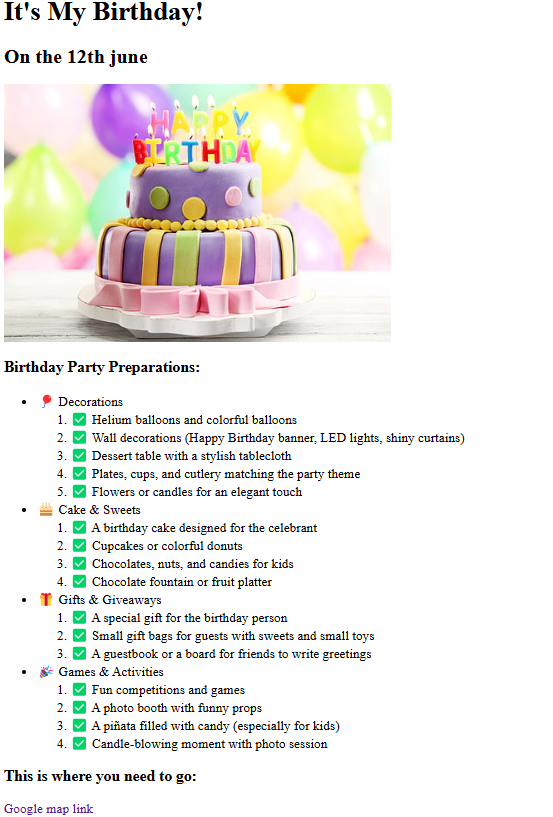 It's My Birthday!
On the 12th june
HAPPY
BIRTHDAY
Birthday Party Preparations:
• 🎈 Decorations
1. ✅ Helium balloons and colorful balloons
2. ✅ Wall decorations (Happy Birthday banner, LED lights, shiny curtains)
3. ✅ Dessert table with a stylish tablecloth
4. ✅ Plates, cups, and cutlery matching the party theme
5. ✅ Flowers or candles for an elegant touch
• 🎂 Cake & Sweets
1. ✅ A birthday cake designed for the celebrant
2. ✅ Cupcakes or colorful donuts
3. ✅ Chocolates, nuts, and candies for kids
4. ✅ Chocolate fountain or fruit platter
• 🎁 Gifts & Giveaways
1. ✅ A special gift for the birthday person
2. ✅ Small gift bags for guests with sweets and small toys
3. ✅ A guestbook or a board for friends to write greetings
• 🎉 Games & Activities
1. ✅ Fun competitions and games
2. ✅ A photo booth with funny props
3. ✅ A piñata filled with candy (especially for kids)
4. ✅ Candle-blowing moment with photo session
This is where you need to go:
Google map link